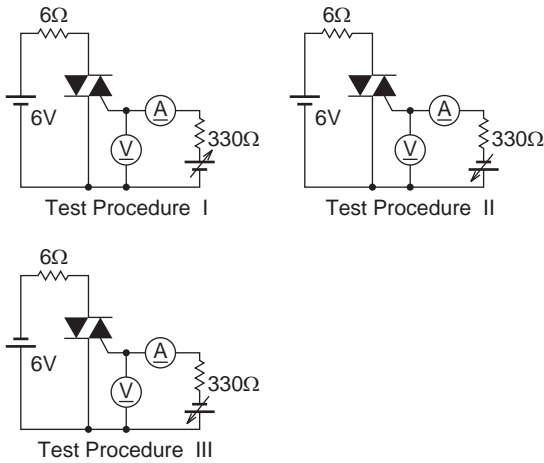 6Ω
6V
A
V
330Ω
Test Procedure I
6Ω
6V
A
V
330Ω
Test Procedure II
6Ω
6V
A
V
330Ω
Test Procedure III